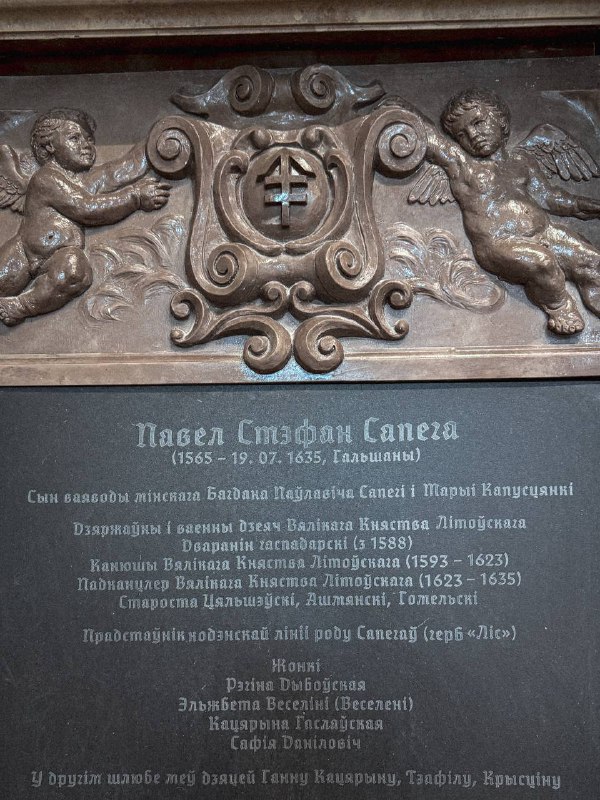 Павел Стэфан Сапега
(1565 – 19. 07. 1635, Гальшаны)
Сын ваяводы мінскага Багдана Паўлавіча Сапегі і Марыі Капусцянкі
Дзяржаўны і ваенны дзеяч Вялікага Княства Літоўскага
Дваранін гаспадарскі (з 1588)
Канюшы Вялікага Княства Літоўскага (1593 – 1623)
Падканцлер Вялікага Княства Літоўскага (1623 – 1635)
Староста Цяльшэўскі, Ашмянскі, Гомельскі
Прадстаўнік кодэнскай лініі роду Сапегаў (герб «Ліс»)
Жонкі
Рэгіна Дыбоўская
Эльжбета Веселіні (Веселені)
Кацярына Гаслаўская
Сафія Даніловіч
У другім шлюбе меў дзяцей Ганну Кацярыну, Тэафілу, Крысціну